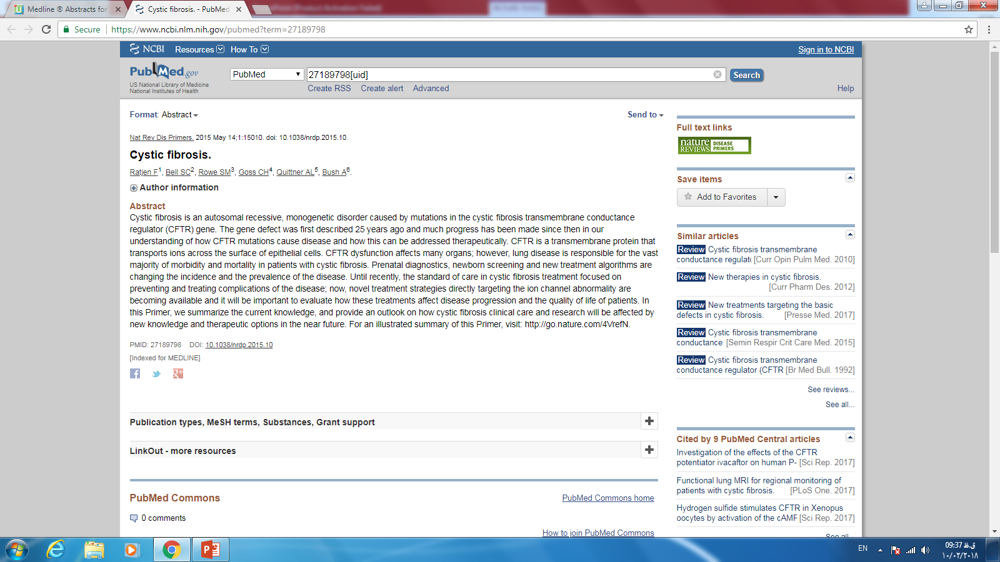 Medline ® Abstracts for
Cystic fibrosis. - PubMed
Secure
https://www.ncbi.nlm.nih.gov/pubmed?term=27189798
NCBI Resources How To
Sign in to NCBI
PubMed.gov
US National Library of Medicine
National Institutes of Health
PubMed
27189798[uid]
Search
Create RSS Create alert Advanced
Help
Format: Abstract
Send to
Nat Rev Dis Primers. 2015 May 14;1:15010. doi: 10.1038/nrdp.2015.10.
Cystic fibrosis.
Ratjen F1, Bell SC2, Rowe SM3, Goss CH4, Quittner AL5, Bush A6.
Author information
Abstract
Cystic fibrosis is an autosomal recessive, monogenetic disorder caused by mutations in the cystic fibrosis transmembrane conductance
regulator (CFTR) gene. The gene defect was first described 25 years ago and much progress has been made since then in our
understanding of how CFTR mutations cause disease and how this can be addressed therapeutically. CFTR is a transmembrane protein that
transports ions across the surface of epithelial cells. CFTR dysfunction affects many organs; however, lung disease is responsible for the vast
majority of morbidity and mortality in patients with cystic fibrosis. Prenatal diagnostics, newborn screening and new treatment algorithms are
changing the incidence and the prevalence of the disease. Until recently, the standard of care in cystic fibrosis treatment focused on
preventing and treating complications of the disease; now, novel treatment strategies directly targeting the ion channel abnormality are
becoming available and it will be important to evaluate how these treatments affect disease progression and the quality of life of patients. In
this Primer, we summarize the current knowledge, and provide an outlook on how cystic fibrosis clinical care and research will be affected by
new knowledge and therapeutic options in the near future. For an illustrated summary of this Primer, visit: http://go.nature.com/4VrefN.
PMID: 27189798 DOI: 10.1038/nrdp.2015.10
[Indexed for MEDLINE]
Publication types, MeSH terms, Substances, Grant support
LinkOut - more resources
PubMed Commons
PubMed Commons home
0 comments
How to join PubMed Commons
Full text links
nature REVIEWS DISEASE PRIMERS
Save items
Add to Favorites
Similar articles
Review Cystic fibrosis transmembrane
conductance regulat [Curr Opin Pulm Med. 2010]
Review New therapies in cystic fibrosis.
[Curr Pharm Des. 2012]
Review New treatments targeting the basic
defects in cystic fibrosis. [Presse Med. 2017]
Review Cystic fibrosis transmembrane
conductance [Semin Respir Crit Care Med. 2015]
Review Cystic fibrosis transmembrane
conductance regulator (CFTR [Br Med Bull. 1992]
See reviews...
See all...
Cited by 9 PubMed Central articles
Investigation of the effects of the CFTR
potentiator ivacaftor on human P- [Sci Rep. 2017]
Functional lung MRI for regional monitoring of
patients with cystic fibrosis. [PLoS One. 2017]
Hydrogen sulfide stimulates CFTR in Xenopus
oocytes by activation of the cAMF [Sci Rep. 2017]
See all
EN
09:37 ق.ظ
١٠/٠٢/٢٠١٨